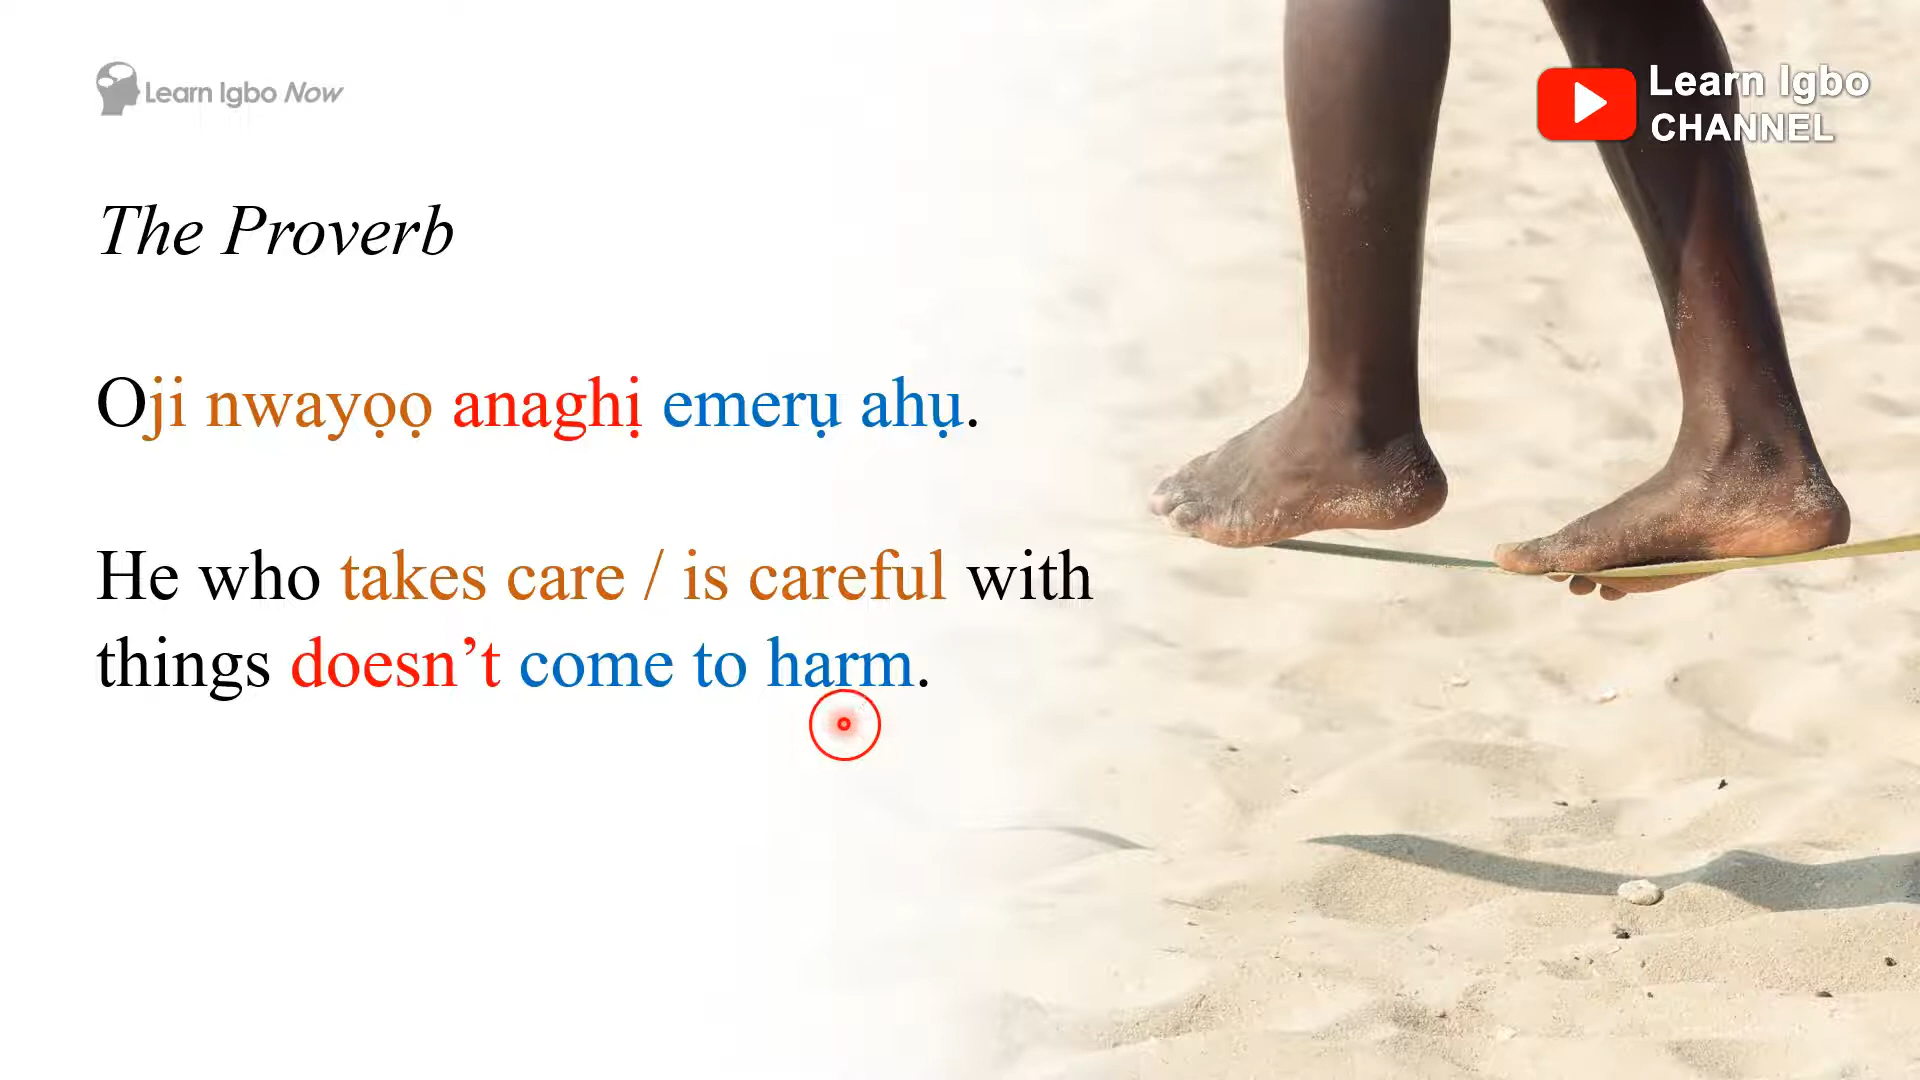 Learn Igbo Now
Learn Igbo
CHANNEL
The Proverb
Oji nwayọọ anaghị emerụ ahụ.
He who takes care / is careful with
things doesn’t come to harm.